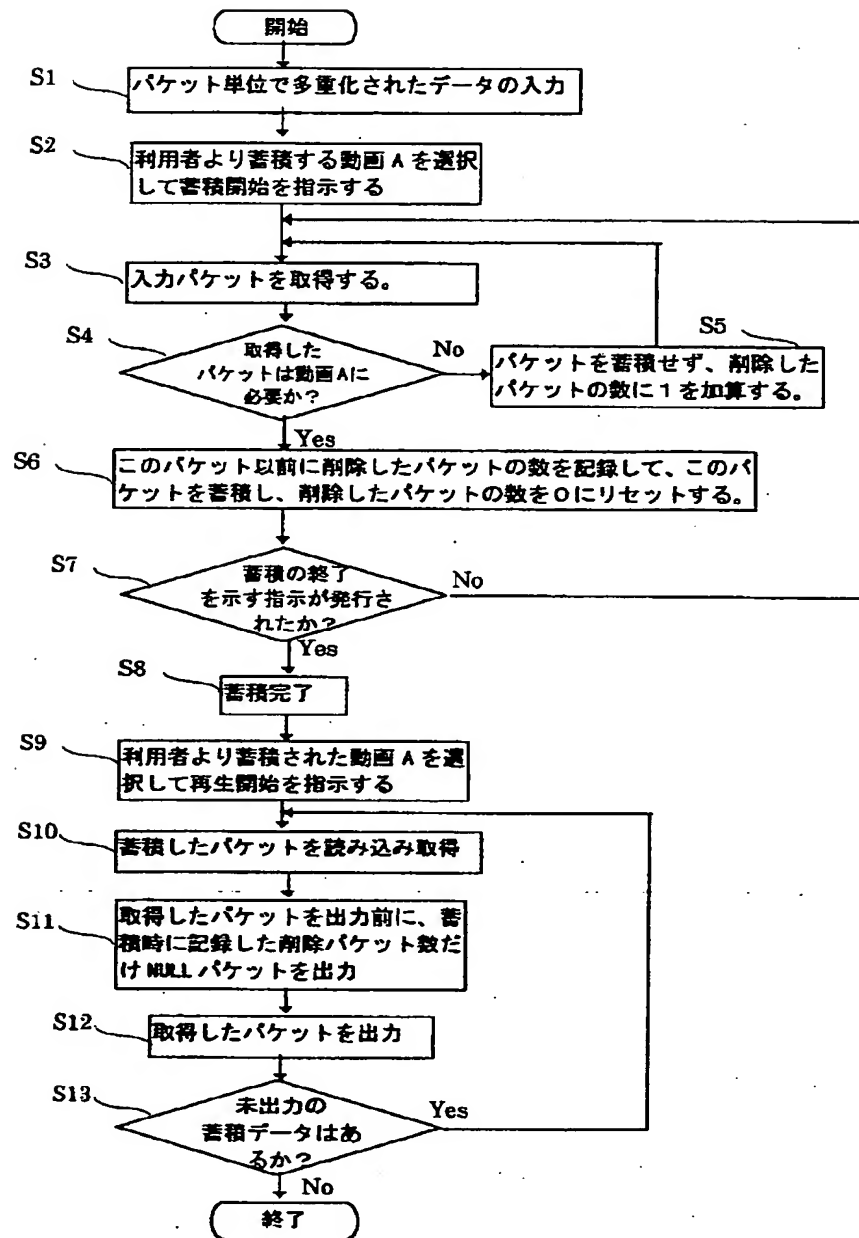 開始
S1
パケット単位で多重化されたデータの入力
S2
利用者より蓄積する動画Aを選択
して蓄積開始を指示する
S3
入力パケットを取得する。
S4
取得した
パケットは動画Aに
必要か?
No
S5
パケットを蓄積せず、削除した
パケットの数に1を加算する。
Yes
S6
このパケット以前に削除したパケットの数を記録して、このパ
ケットを蓄積し、削除したパケットの数を0にリセットする。
S7
蓄積の終了
を示す指示が発行さ
れたか?
No
Yes
S8
蓄積完了
S9
利用者より蓄積された動画Aを選
択して再生開始を指示する
S10
蓄積したパケットを読み込み取得
S11
取得したパケットを出力前に、蓄
積時に記録した削除パケット数だ
けNULLパケットを出力
S12
取得したパケットを出力
S13
未出力の
蓄積データはあ
るか?
Yes
No
終了